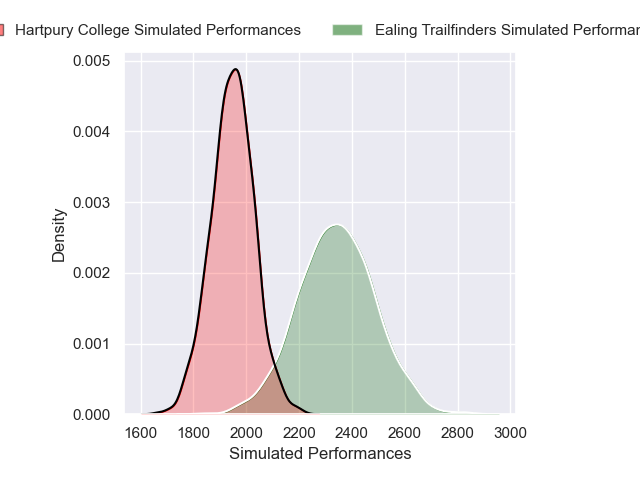 Hartpury College Simulated Performances
Ealing Trailfinders Simulated
0.005
0.004
0.003
0.002
0.001
0.000
Density
1600 1800 2000 2200 2400 2600 2800 3000
Simulated Performances